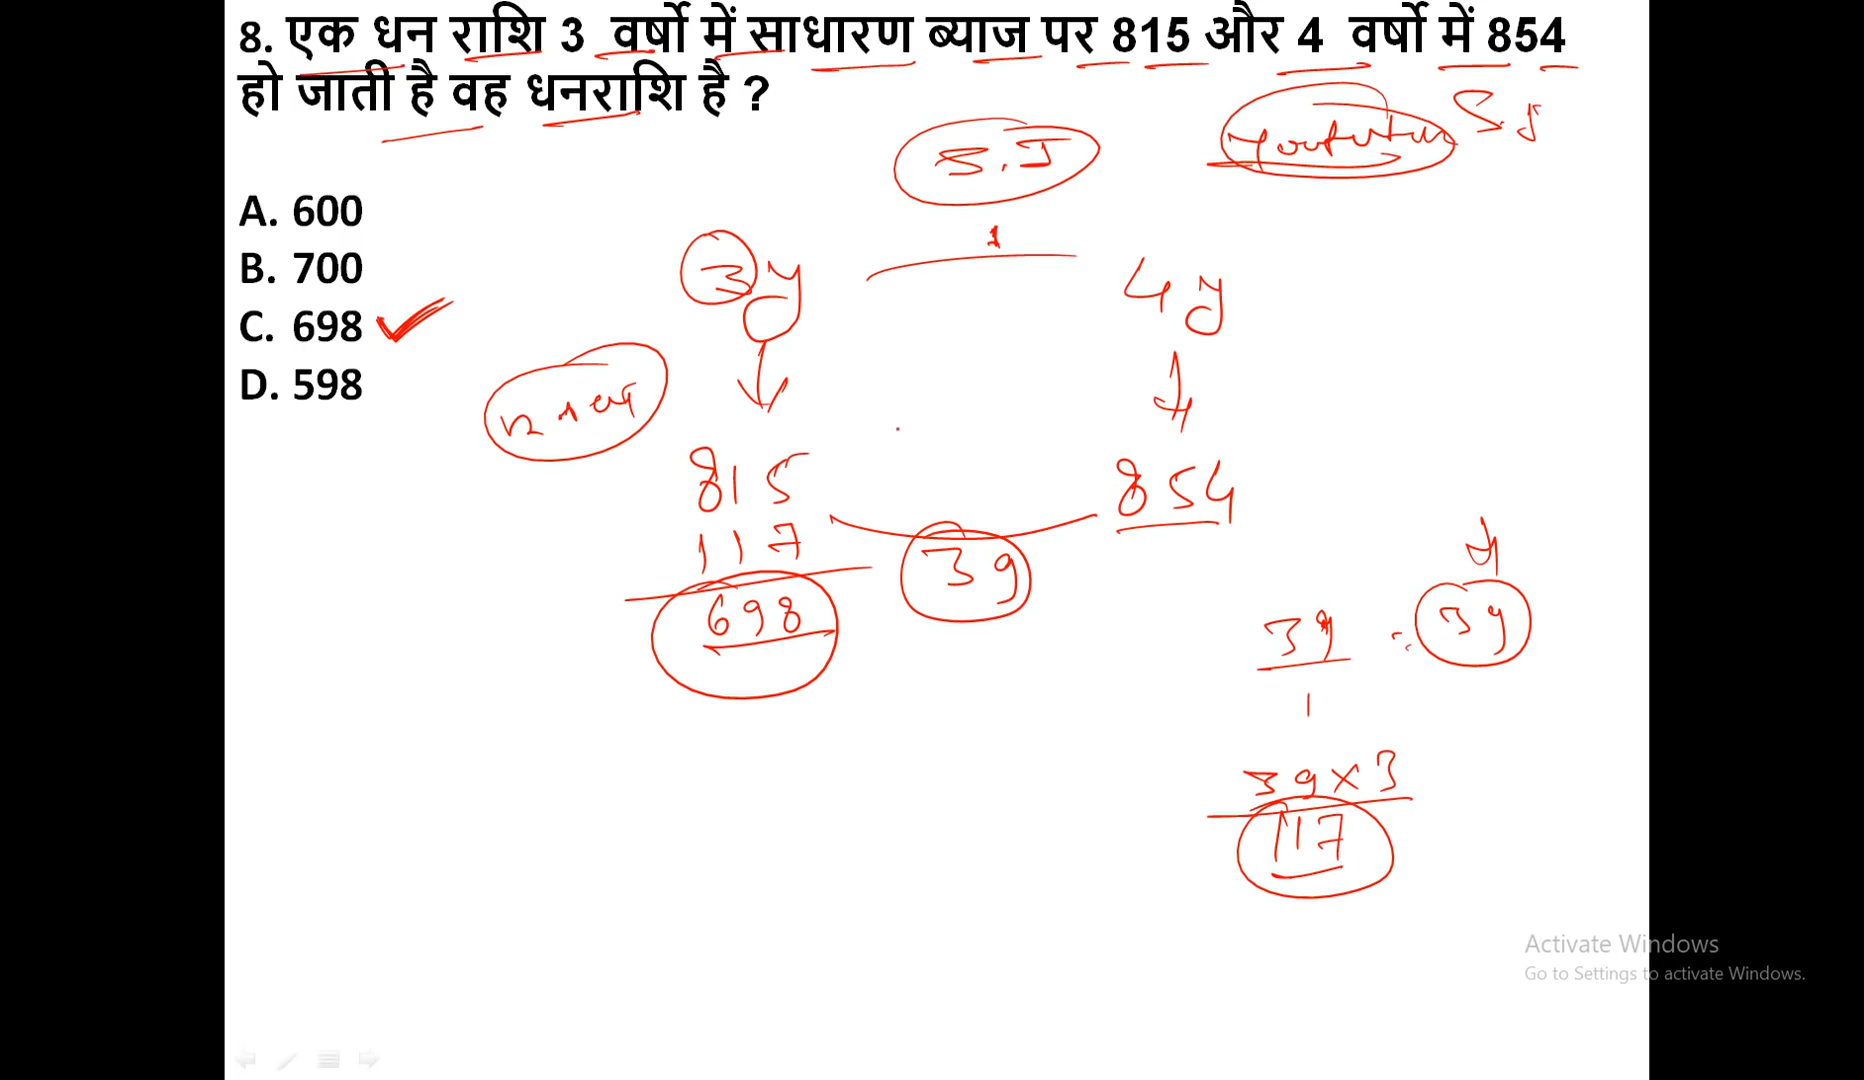 8. एक धन राशि 3 वर्षो में साधारण ब्याज पर 815 और 4 वर्षो में 854
हो जाती है वह धनराशि है ?
S.I
S.I
A. 600
B. 700
C. 698
D. 598
3y
1
4y
815
854
117
39
698
39
= 39
1
39×3
117
Activate Windows
Go to Settings to activate Windows.